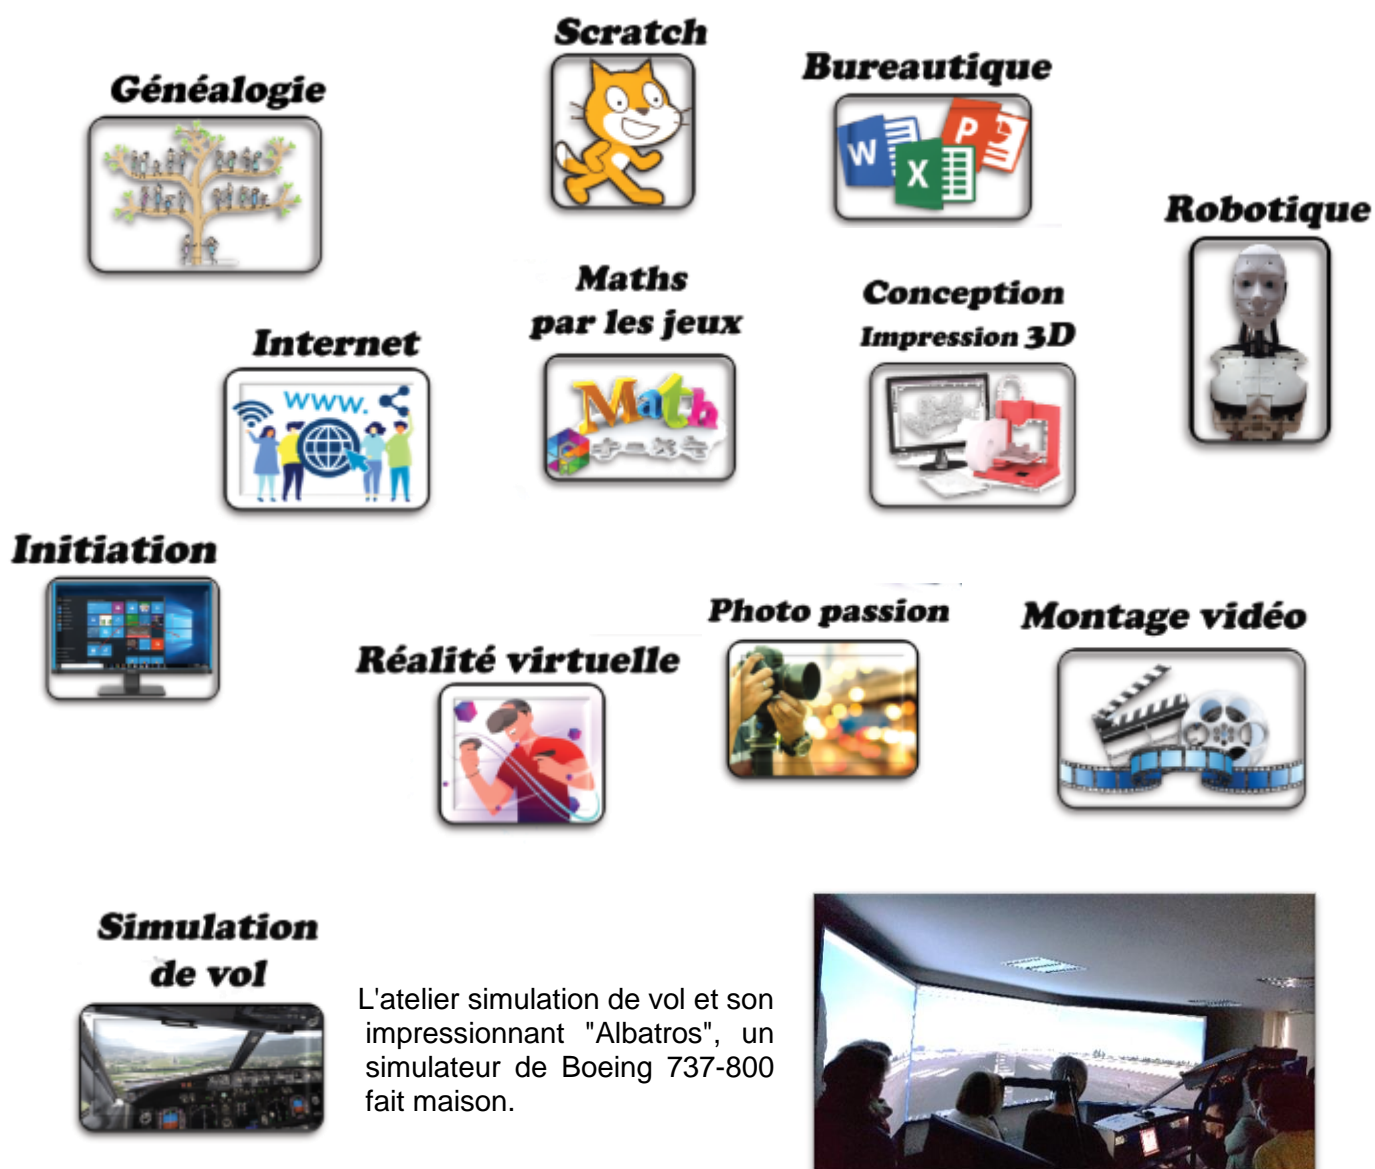 Scratch
Bureautique
Généalogie
Robotique
W
X
P
Maths
par les jeux
Conception
Impression 3D
Internet
www.
Math
+-×÷
Initiation
Photo passion
Montage vidéo
Réalité virtuelle
Simulation
de vol
L'atelier simulation de vol et son
impressionnant "Albatros", un
simulateur de Boeing 737-800
fait maison.